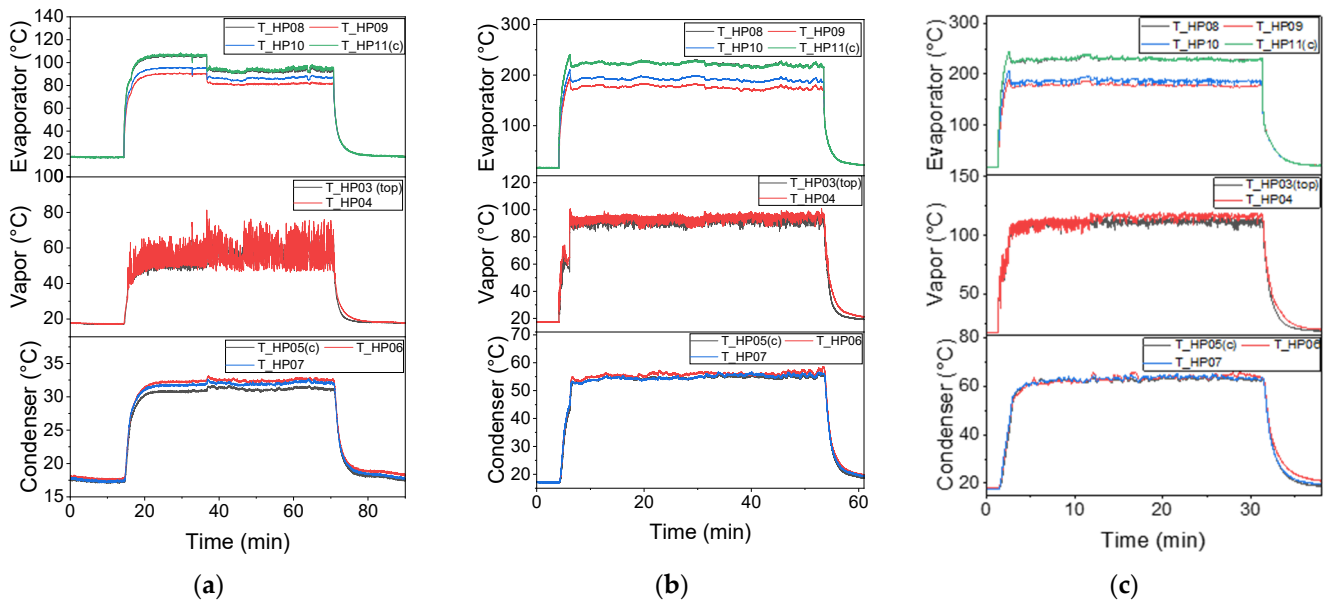 T_HP08 T_HP09
T_HP10 T_HP11(c)
Evaporator (°C)
140
120
100
80
60
40
20
T_HP03 (top)
T_HP04
Vapor (°C)
100
80
60
40
20
T_HP05(c) T_HP06
T_HP07
Condenser (°C)
35
30
25
20
15
0 20 40 60 80
Time (min)
(a)
T_HP08 T_HP09
T_HP10 T_HP11(c)
Evaporator (°C)
300
200
100
T_HP03(top)
T_HP04
Vapor (°C)
120
100
80
60
40
20
T_HP05(c) T_HP06
T_HP07
Condenser (°C)
70
60
50
40
30
20
0 20 40 60
Time (min)
(b)
T_HP08 T_HP09
T_HP10 T_HP11(c)
Evaporator (°C)
300
200
100
T_HP03(top)
T_HP04
Vapor (°C)
150
100
50
T_HP05(c) T_HP06
T_HP07
Condenser (°C)
80
60
40
20
0 10 20 30
Time (min)
(c)